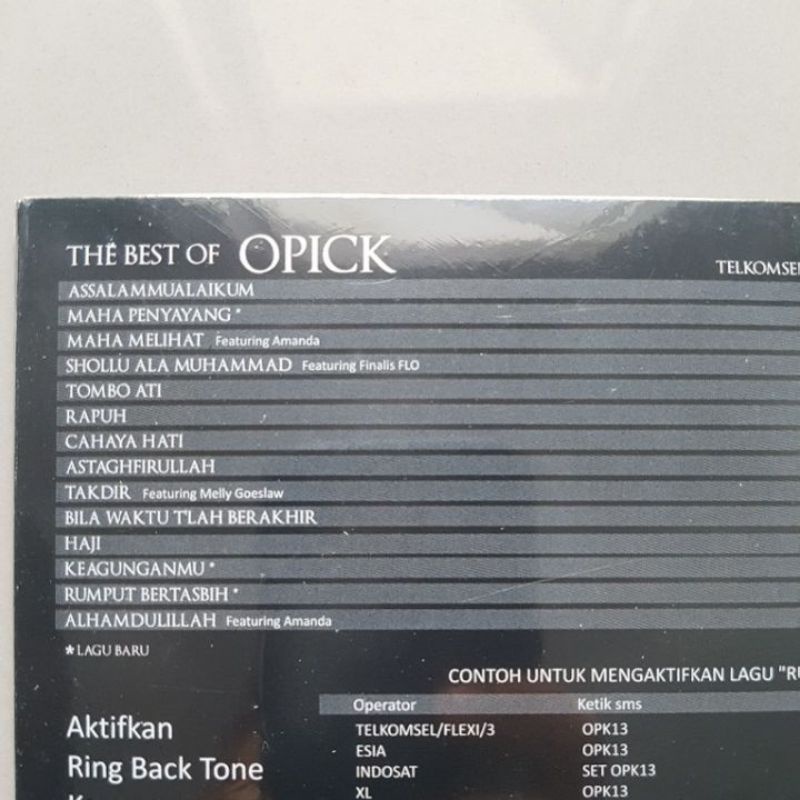 THE BEST OF OPICK
TELKOMSEL
ASSALAMMUALAIKUM
MAHA PENYAYANG *
MAHA MELIHAT Featuring Amanda
SHOLLU ALA MUHAMMAD Featuring Finalis FLO
TOMBO ATI
RAPUH
CAHAYA HATI
ASTAGHFIRULLAH
TAKDIR Featuring Melly Goeslaw
BILA WAKTU T'LAH BERAKHIR
HAJI
KEAGUNGANMU *
RUMPUT BERTASBIH *
ALHAMDULILLAH Featuring Amanda
* LAGU BARU
CONTOH UNTUK MENGAKTIFKAN LAGU "RU
Operator Ketik sms
Aktifkan
Ring Back Tone
TELKOMSEL/FLEXI/3 OPK13
ESIA OPK13
INDOSAT SET OPK13
XL OPK13